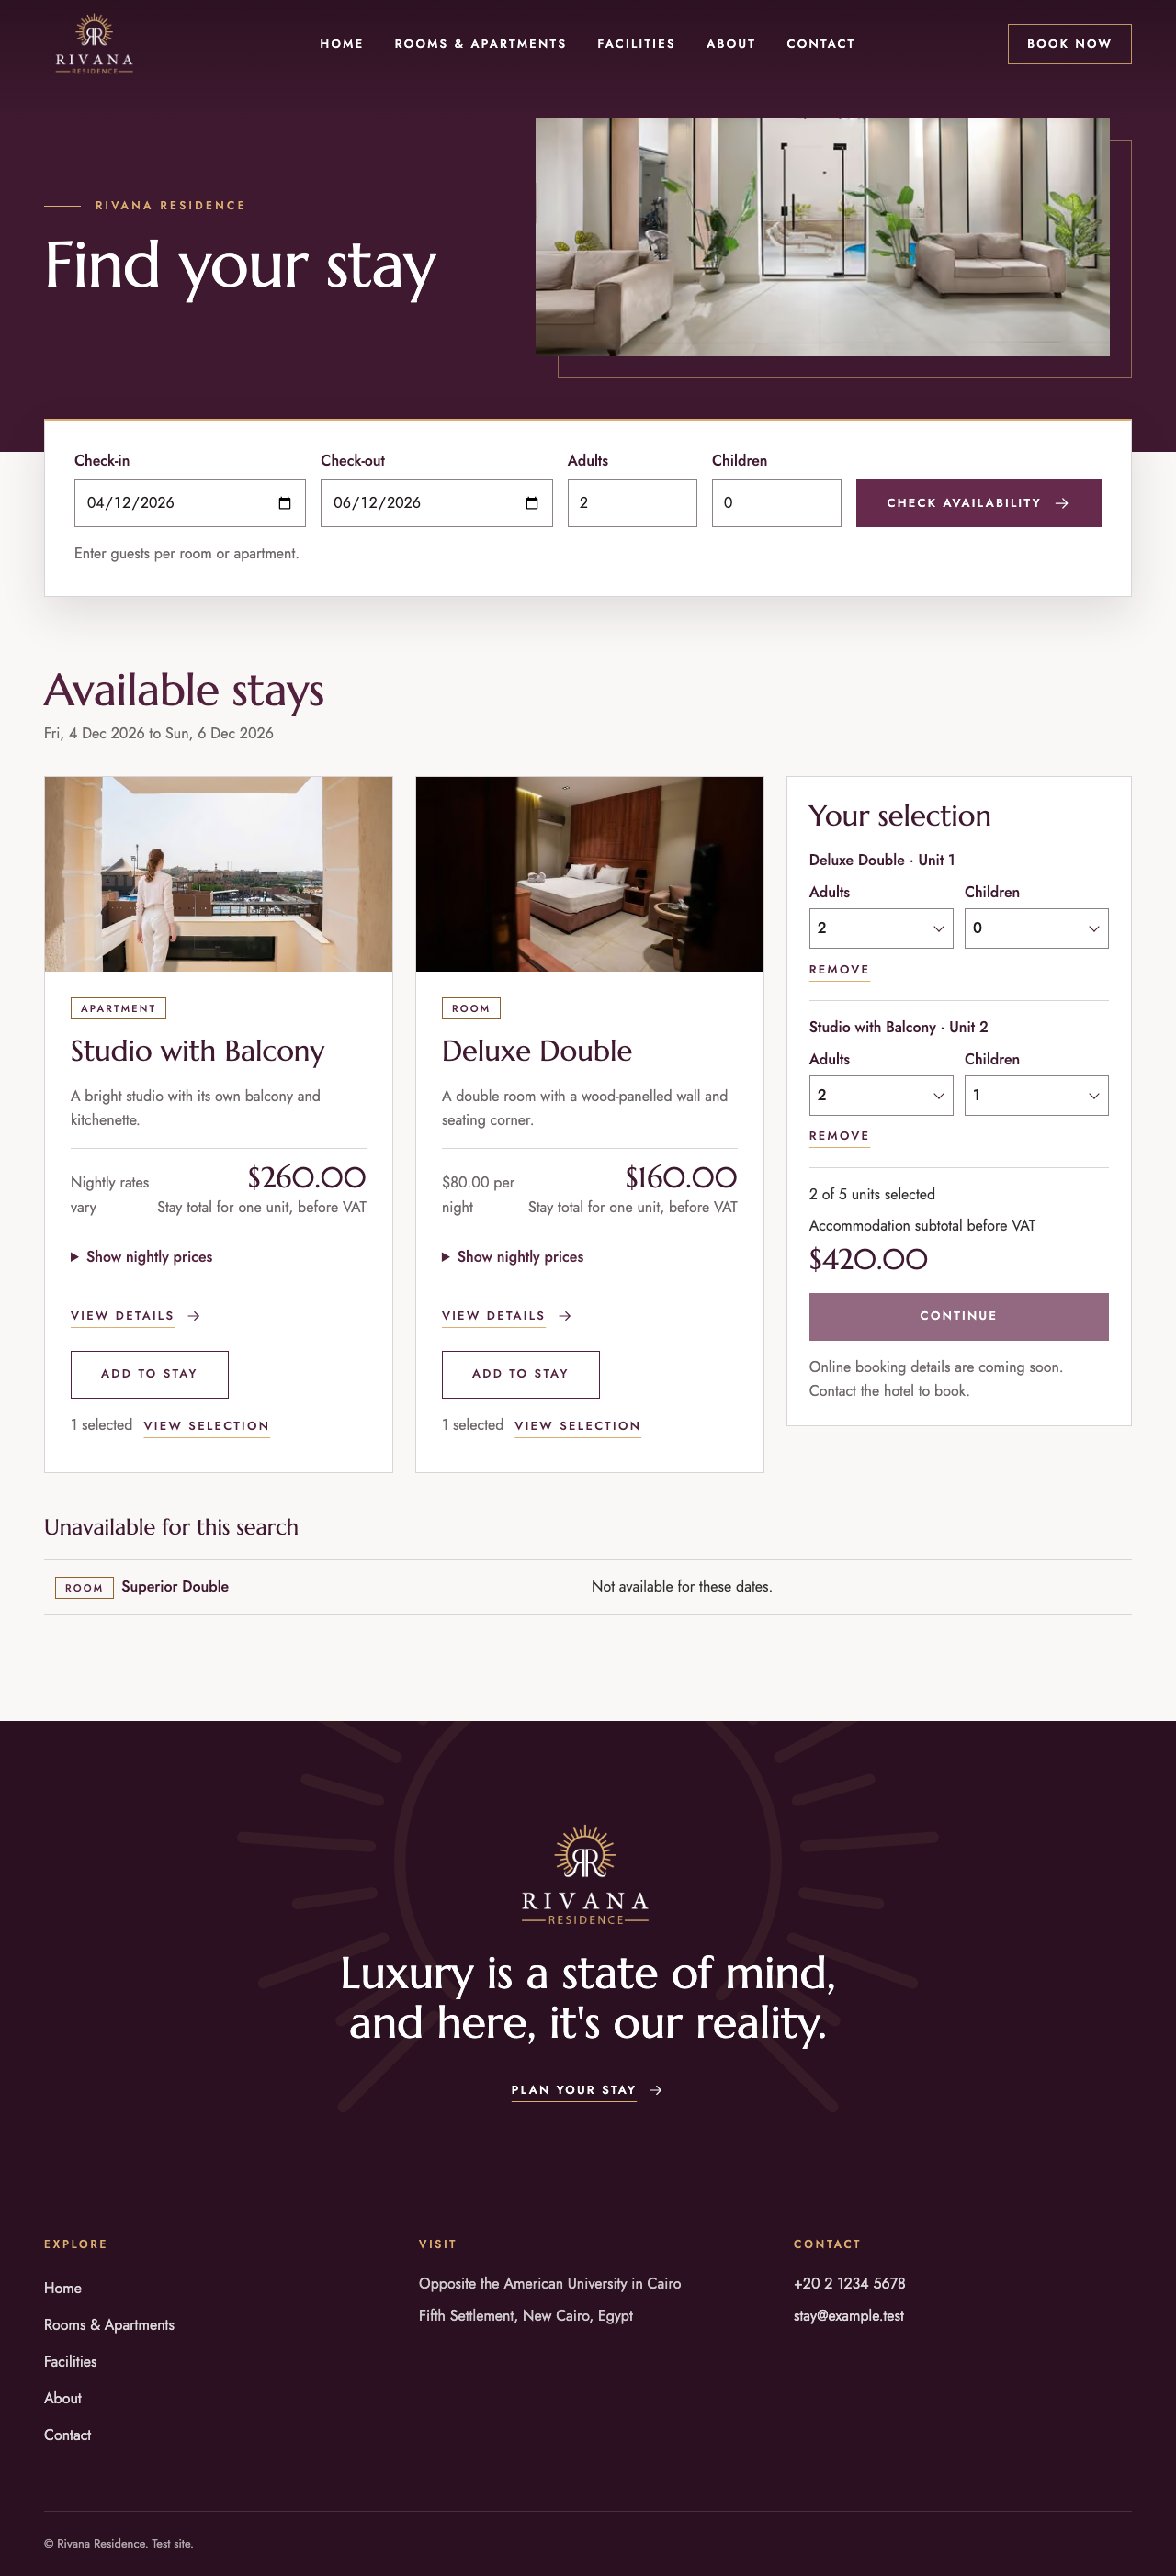 RIVANA
RESIDENCE
HOME
ROOMS & APARTMENTS
FACILITIES
ABOUT
CONTACT
BOOK NOW
RIVANA RESIDENCE
Find your stay
Check-in
Check-out
Adults
Children
04/12/2026
06/12/2026
2
0
CHECK AVAILABILITY
Enter guests per room or apartment.
Available stays
Fri, 4 Dec 2026 to Sun, 6 Dec 2026
APARTMENT
Studio with Balcony
A bright studio with its own balcony and
kitchenette.
Nightly rates
vary
$260.00
Stay total for one unit, before VAT
Show nightly prices
VIEW DETAILS
ADD TO STAY
1 selected VIEW SELECTION
ROOM
Deluxe Double
A double room with a wood-panelled wall and
seating corner.
$80.00 per
night
$160.00
Stay total for one unit, before VAT
Show nightly prices
VIEW DETAILS
ADD TO STAY
1 selected VIEW SELECTION
Your selection
Deluxe Double · Unit 1
Adults
Children
2
0
REMOVE
Studio with Balcony · Unit 2
Adults
Children
2
1
REMOVE
2 of 5 units selected
Accommodation subtotal before VAT
$420.00
CONTINUE
Online booking details are coming soon.
Contact the hotel to book.
Unavailable for this search
ROOM Superior Double
Not available for these dates.
RIVANA
RESIDENCE
Luxury is a state of mind,
and here, it's our reality.
PLAN YOUR STAY
EXPLORE
Home
Rooms & Apartments
Facilities
About
Contact
VISIT
Opposite the American University in Cairo
Fifth Settlement, New Cairo, Egypt
CONTACT
+20 2 1234 5678
stay@example.test
© Rivana Residence. Test site.